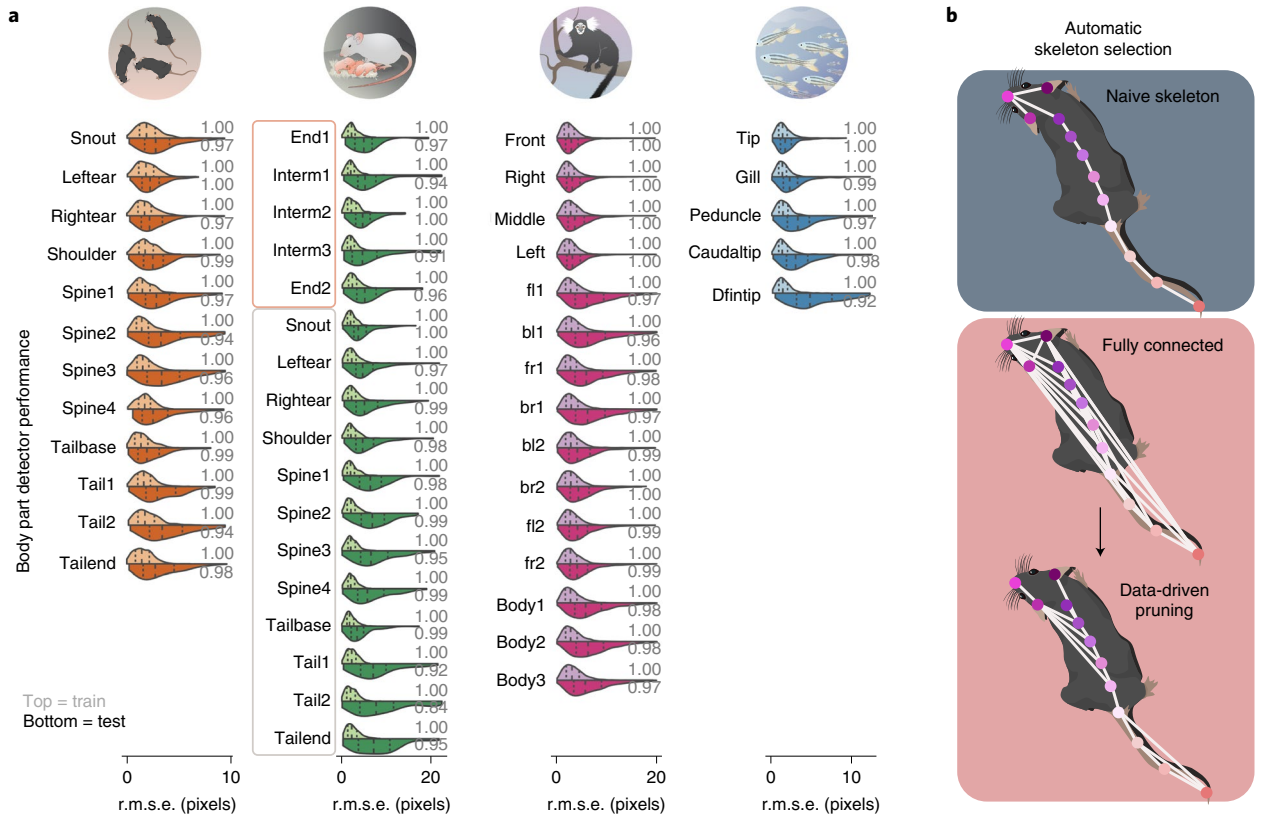 a
b
Automatic
skeleton selection
Naive skeleton
Fully connected
Data-driven
pruning
Body part detector performance
Snout 1.00 0.97
Leftear 1.00 1.00
Rightear 1.00 0.97
Shoulder 1.00 0.99
Spine1 1.00 0.97
Spine2 1.00 0.94
Spine3 1.00 0.96
Spine4 1.00 0.96
Tailbase 1.00 0.99
Tail1 1.00 0.99
Tail2 1.00 0.94
Tailend 1.00 0.98
Top = train
Bottom = test
0 10
r.m.s.e. (pixels)
End1 1.00 0.97
Interm1 1.00 0.94
Interm2 1.00 1.00
Interm3 1.00 0.91
End2 1.00 0.96
Snout 1.00 1.00
Leftear 1.00 0.97
Rightear 1.00 0.99
Shoulder 1.00 0.98
Spine1 1.00 0.98
Spine2 1.00 0.99
Spine3 1.00 0.95
Spine4 1.00 0.99
Tailbase 1.00 0.99
Tail1 1.00 0.92
Tail2 1.00 0.84
Tailend 1.00 0.95
0 20
r.m.s.e. (pixels)
Front 1.00 1.00
Right 1.00 1.00
Middle 1.00 1.00
Left 1.00 1.00
fl1 1.00 0.97
bl1 1.00 0.96
fr1 1.00 0.98
br1 1.00 0.97
bl2 1.00 0.99
br2 1.00 1.00
fl2 1.00 0.99
fr2 1.00 0.99
Body1 1.00 0.98
Body2 1.00 0.98
Body3 1.00 0.97
0 20
r.m.s.e. (pixels)
Tip 1.00 1.00
Gill 1.00 0.99
Peduncle 1.00 0.97
Caudaltip 1.00 0.98
Dfintip 1.00 0.92
0 10
r.m.s.e. (pixels)